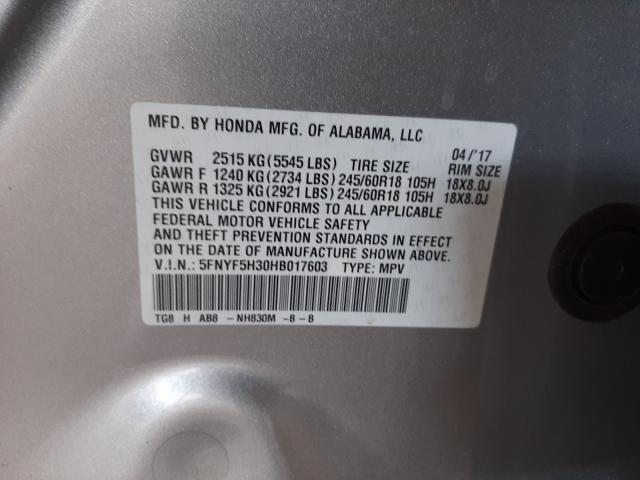 MFD. BY HONDA MFG. OF ALABAMA, LLC
04/'17
GVWR 2515 KG(5545 LBS) TIRE SIZE RIM SIZE
GAWR F 1240 KG(2734 LBS)245/60R18 105H 18X8.0J
GAWR R 1325 KG(2921 LBS)245/60R18 105H 18X8.0J
THIS VEHICLE CONFORMS TO ALL APPLICABLE
FEDERAL MOTOR VEHICLE SAFETY
AND THEFT PREVENTION STANDARDS IN EFFECT
ON THE DATE OF MANUFACTURE SHOWN ABOVE.
V.I.N.: 5FNYF5H30HB017603 TYPE: MPV
TG8 H AB8 - NH830M -B - B